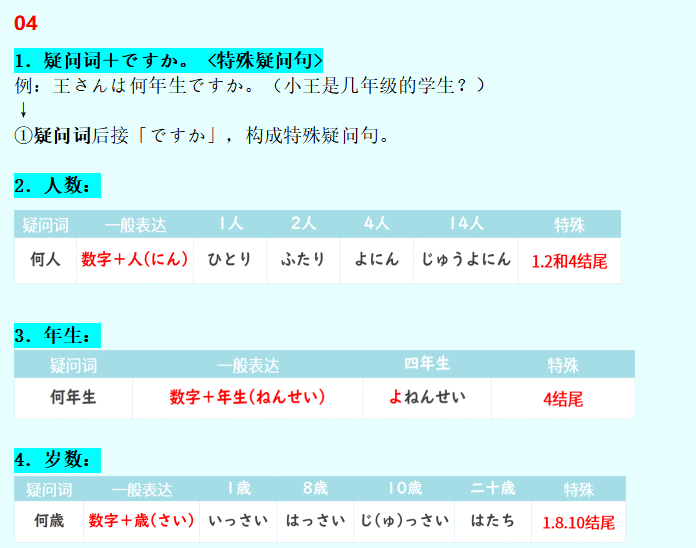 04
1. 疑问词＋ですか。 <特殊疑问句>
例：王さんは何年生ですか。（小王是几年级的学生？）
↓
①疑问词后接「ですか」，构成特殊疑问句。
2. 人数：
疑问词 一般表达 1人 2人 4人 14人 特殊
何人 数字＋人(にん) ひとり ふたり よにん じゅうよにん 1.2和4结尾
3. 年生：
疑问词 一般表达 四年生 特殊
何年生 数字＋年生(ねんせい) よねんせい 4结尾
4. 岁数：
疑问词 一般表达 1歳 8歳 10歳 二十歳 特殊
何歳 数字＋歳(さい) いっさい はっさい じ(ゅ)っさい はたち 1.8.10结尾